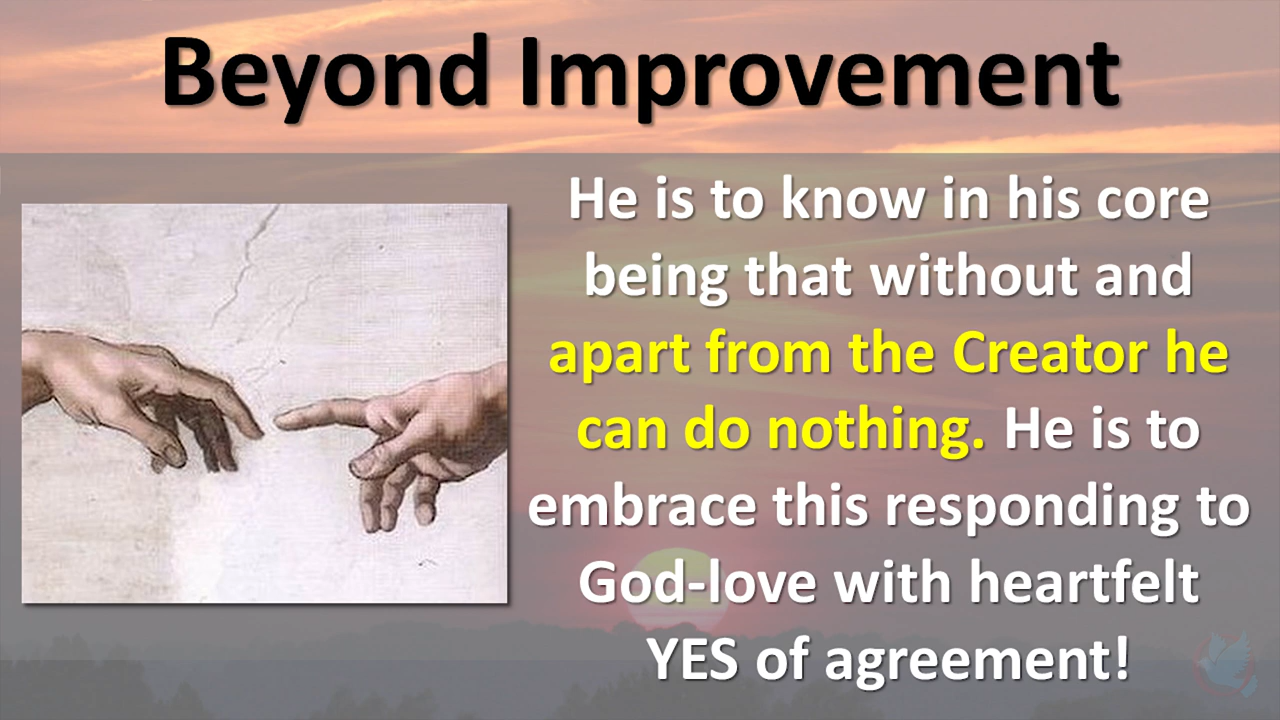 Beyond Improvement
He is to know in his core
being that without and
apart from the Creator he
can do nothing. He is to
embrace this responding to
God-love with heartfelt
YES of agreement!